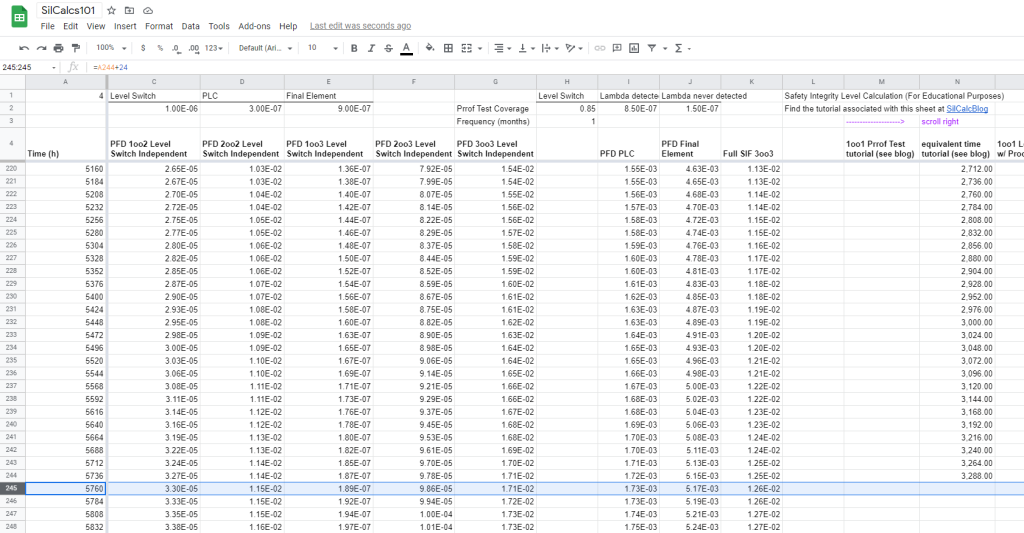 SilCalcs101
File Edit View Insert Format Data Tools Add-ons Help Last edit was seconds ago
100% $ % .0 .00 123 Default (Ari... 10 B I S A
245:245 fx =A244+24
A C D E F G H I J K L M N
1 4 Level Switch PLC Final Element Level Switch Lambda detecte Lambda never detected Safety Integrity Level Calculation (For Educational Purposes)
2 1.00E-06 3.00E-07 9.00E-07 Prrof Test Coverage 0.85 8.50E-07 1.50E-07 Find the tutorial associated with this sheet at SilCalcBlog
3 Frequency (months) 1 --------------------> scroll right
4 Time (h) PFD 1oo2 Level Switch Independent PFD 2oo2 Level Switch Independent PFD 1oo3 Level Switch Independent PFD 2oo3 Level Switch Independent PFD 3oo3 Level Switch Independent PFD PLC PFD Final Element Full SIF 3oo3 1oo1 Prrof Test tutorial (see blog) equivalent time tutorial (see blog) 1oo1 L w/ Proo
220 5160 2.65E-05 1.03E-02 1.36E-07 7.92E-05 1.54E-02 1.55E-03 4.63E-03 1.13E-02 2,712.00
221 5184 2.67E-05 1.03E-02 1.38E-07 7.99E-05 1.54E-02 1.55E-03 4.65E-03 1.13E-02 2,736.00
222 5208 2.70E-05 1.04E-02 1.40E-07 8.07E-05 1.55E-02 1.56E-03 4.68E-03 1.14E-02 2,760.00
223 5232 2.72E-05 1.04E-02 1.42E-07 8.14E-05 1.56E-02 1.57E-03 4.70E-03 1.14E-02 2,784.00
224 5256 2.75E-05 1.05E-02 1.44E-07 8.22E-05 1.56E-02 1.58E-03 4.72E-03 1.15E-02 2,808.00
225 5280 2.77E-05 1.05E-02 1.46E-07 8.29E-05 1.57E-02 1.58E-03 4.74E-03 1.15E-02 2,832.00
226 5304 2.80E-05 1.06E-02 1.48E-07 8.37E-05 1.58E-02 1.59E-03 4.76E-03 1.16E-02 2,856.00
227 5328 2.82E-05 1.06E-02 1.50E-07 8.44E-05 1.59E-02 1.60E-03 4.78E-03 1.17E-02 2,880.00
228 5352 2.85E-05 1.06E-02 1.52E-07 8.52E-05 1.59E-02 1.60E-03 4.81E-03 1.17E-02 2,904.00
229 5376 2.87E-05 1.07E-02 1.54E-07 8.59E-05 1.60E-02 1.61E-03 4.83E-03 1.18E-02 2,928.00
230 5400 2.90E-05 1.07E-02 1.56E-07 8.67E-05 1.61E-02 1.62E-03 4.85E-03 1.18E-02 2,952.00
231 5424 2.93E-05 1.08E-02 1.58E-07 8.75E-05 1.61E-02 1.63E-03 4.87E-03 1.19E-02 2,976.00
232 5448 2.95E-05 1.08E-02 1.60E-07 8.82E-05 1.62E-02 1.63E-03 4.89E-03 1.19E-02 3,000.00
233 5472 2.98E-05 1.09E-02 1.63E-07 8.90E-05 1.63E-02 1.64E-03 4.91E-03 1.20E-02 3,024.00
234 5496 3.00E-05 1.09E-02 1.65E-07 8.98E-05 1.64E-02 1.65E-03 4.93E-03 1.20E-02 3,048.00
235 5520 3.03E-05 1.10E-02 1.67E-07 9.06E-05 1.64E-02 1.65E-03 4.96E-03 1.21E-02 3,072.00
236 5544 3.06E-05 1.10E-02 1.69E-07 9.14E-05 1.65E-02 1.66E-03 4.98E-03 1.21E-02 3,096.00
237 5568 3.08E-05 1.11E-02 1.71E-07 9.21E-05 1.66E-02 1.67E-03 5.00E-03 1.22E-02 3,120.00
238 5592 3.11E-05 1.11E-02 1.73E-07 9.29E-05 1.66E-02 1.68E-03 5.02E-03 1.22E-02 3,144.00
239 5616 3.14E-05 1.12E-02 1.76E-07 9.37E-05 1.67E-02 1.68E-03 5.04E-03 1.23E-02 3,168.00
240 5640 3.16E-05 1.12E-02 1.78E-07 9.45E-05 1.68E-02 1.69E-03 5.06E-03 1.23E-02 3,192.00
241 5664 3.19E-05 1.13E-02 1.80E-07 9.53E-05 1.68E-02 1.70E-03 5.08E-03 1.24E-02 3,216.00
242 5688 3.22E-05 1.13E-02 1.82E-07 9.61E-05 1.69E-02 1.70E-03 5.11E-03 1.24E-02 3,240.00
243 5712 3.24E-05 1.14E-02 1.85E-07 9.70E-05 1.70E-02 1.71E-03 5.13E-03 1.25E-02 3,264.00
244 5736 3.27E-05 1.14E-02 1.87E-07 9.78E-05 1.71E-02 1.72E-03 5.15E-03 1.25E-02 3,288.00
245 5760 3.30E-05 1.15E-02 1.89E-07 9.86E-05 1.71E-02 1.73E-03 5.17E-03 1.26E-02
246 5784 3.33E-05 1.15E-02 1.92E-07 9.94E-05 1.72E-02 1.73E-03 5.19E-03 1.26E-02
247 5808 3.35E-05 1.15E-02 1.94E-07 1.00E-04 1.73E-02 1.74E-03 5.21E-03 1.27E-02
248 5832 3.38E-05 1.16E-02 1.97E-07 1.01E-04 1.73E-02 1.75E-03 5.24E-03 1.27E-02